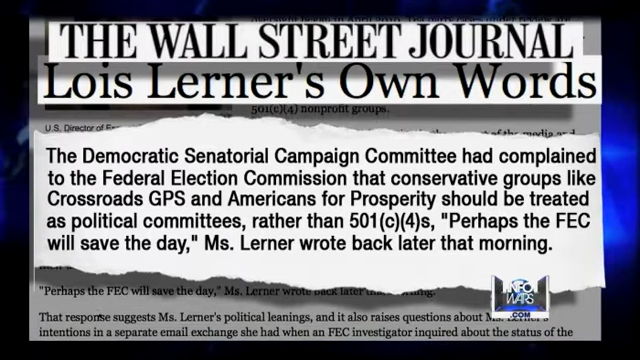 THE WALL STREET JOURNAL
Lois Lerner's Own Words
501(c)(4) nonprofit groups.
U.S. Director of
The Democratic Senatorial Campaign Committee had complained
to the Federal Election Commission that conservative groups like
Crossroads GPS and Americans for Prosperity should be treated
as political committees, rather than 501(c)(4)s, "Perhaps the FEC
will save the day," Ms. Lerner wrote back later that morning.
"Perhaps the FEC will save the day," Ms. Lerner wrote back later that morning.
That response suggests Ms. Lerner's political leanings, and it also raises questions about Ms. Lerner's
intentions in a separate email exchange she had when an FEC investigator inquired about the status of the
INFO
WARS
.COM